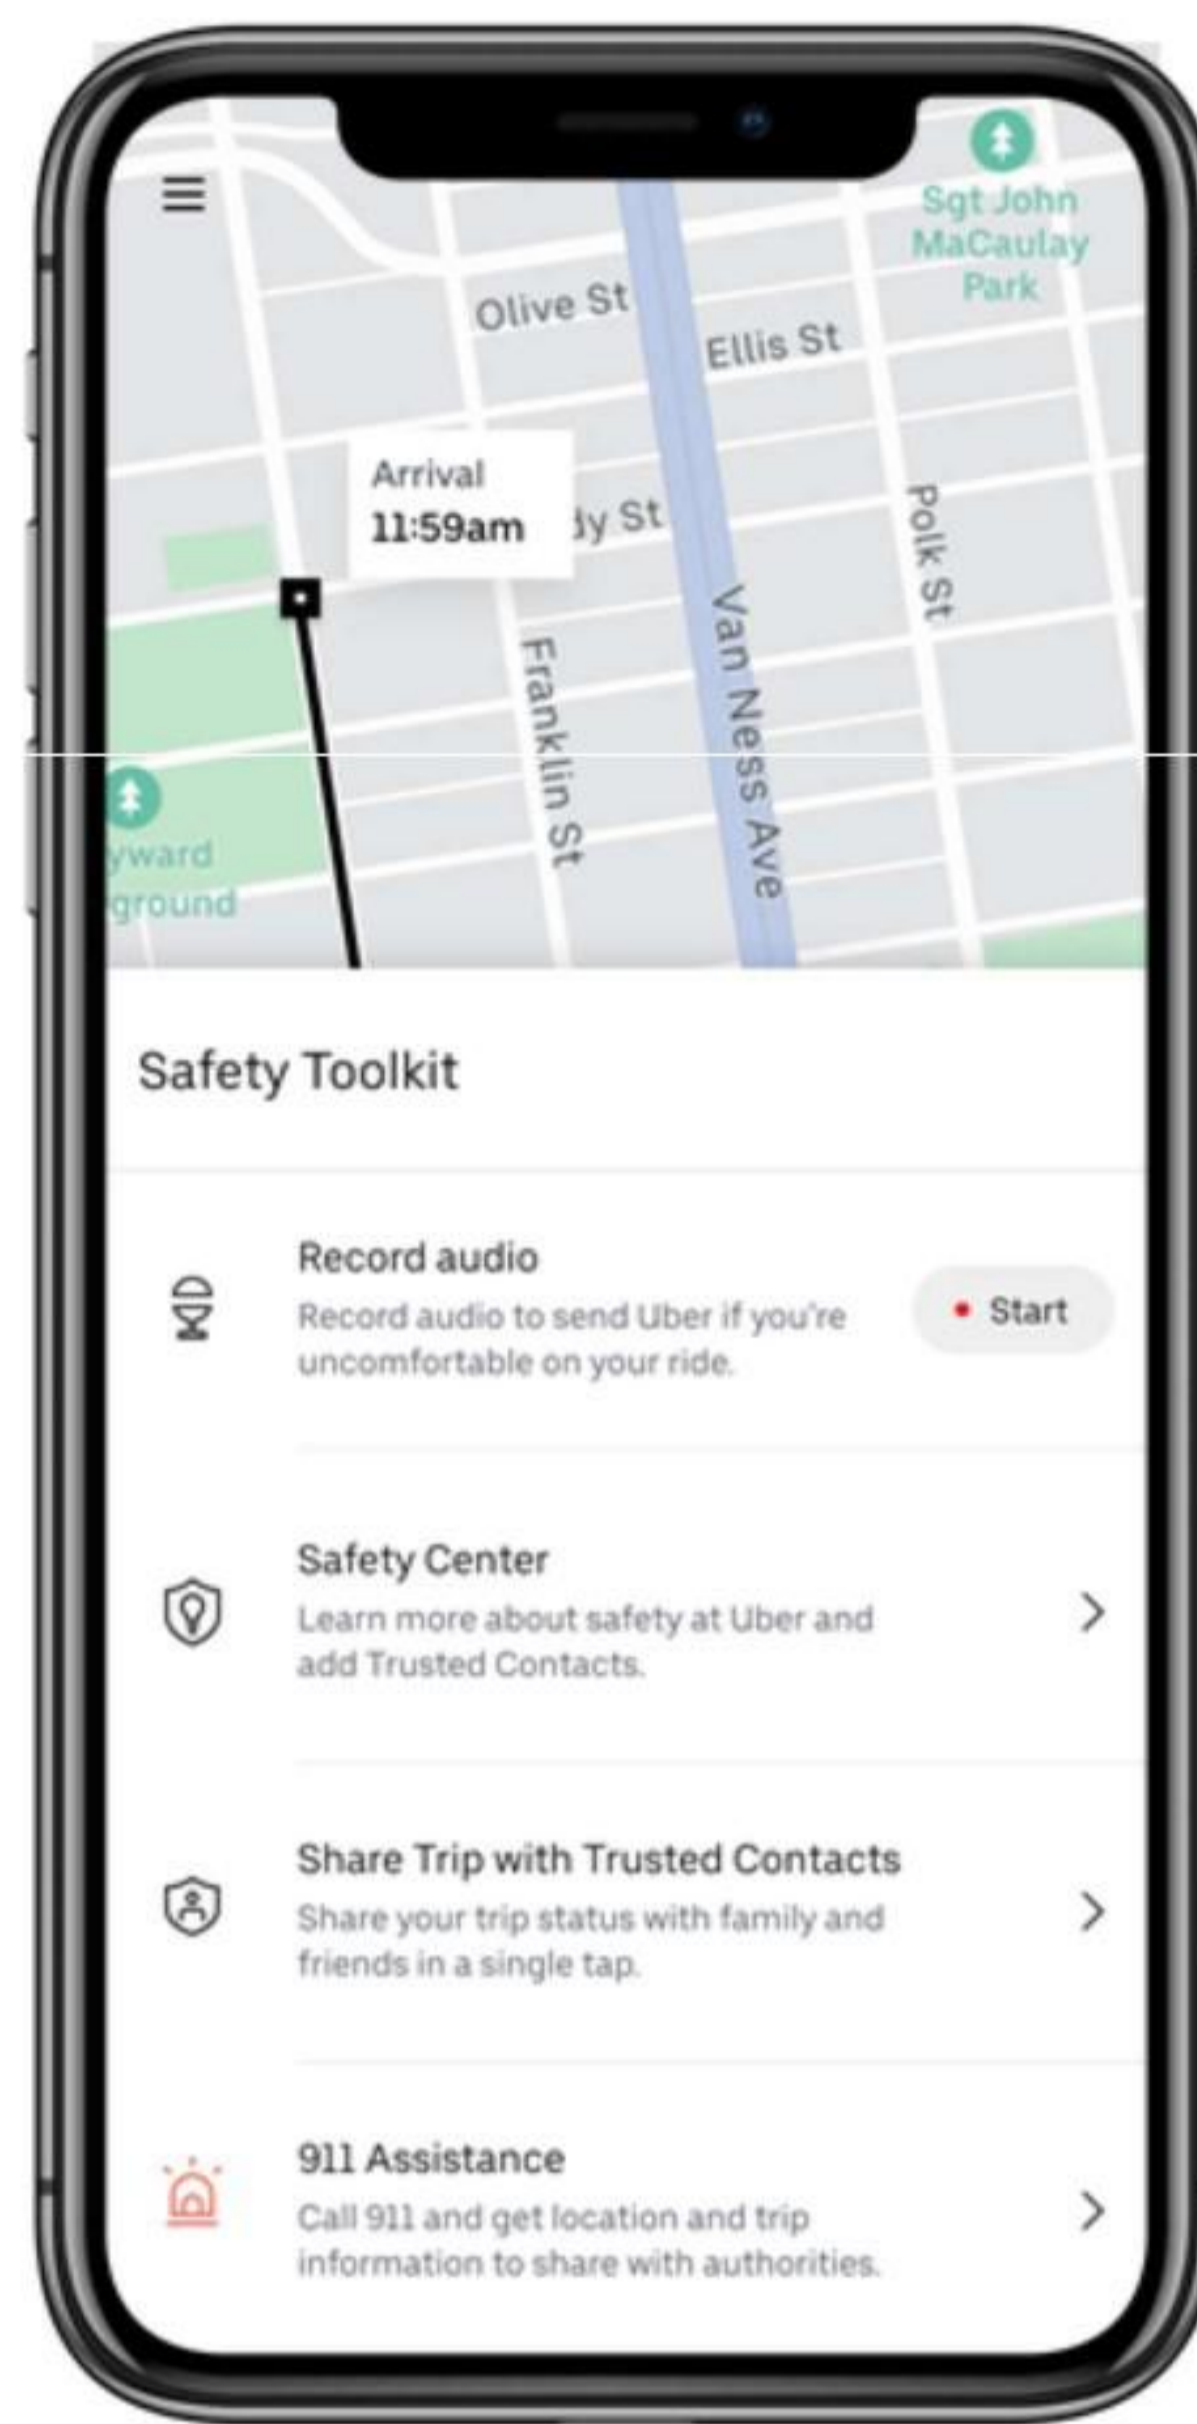 Sgt John
MaCaulay
Park
Olive St
Ellis St
Arrival
11:59am
dy St
Polk St
Van Ness Ave
Franklin St
yward
ground
Safety Toolkit
Record audio
Record audio to send Uber if you're
uncomfortable on your ride.
Start
Safety Center
Learn more about safety at Uber and
add Trusted Contacts.
Share Trip with Trusted Contacts
Share your trip status with family and
friends in a single tap.
911 Assistance
Call 911 and get location and trip
information to share with authorities.